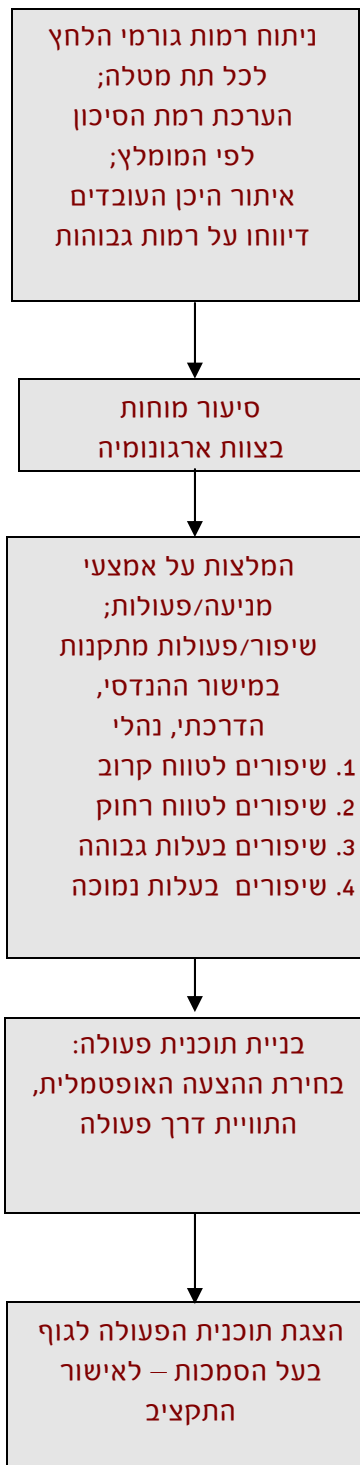 ניתוח רמות גורמי הלחץ
לכל תת מטלה;
הערכת רמת הסיכון
לפי המומלץ;
איתור היכן העובדים
דיווחו על רמות גבוהות
סיעור מוחות
בצוות ארגונומיה
המלצות על אמצעי
מניעה/פעולות;
שיפור/פעולות מתקנות
במישור ההנדסי,
הדרכתי, נהלי
1. שיפורים לטווח קרוב
2. שיפורים לטווח רחוק
3. שיפורים בעלות גבוהה
4. שיפורים בעלות נמוכה
בניית תוכנית פעולה:
בחירת ההצעה האופטמלית,
התוויית דרך פעולה
הצגת תוכנית הפעולה לגוף
בעל הסמכות – לאישור
התקציב